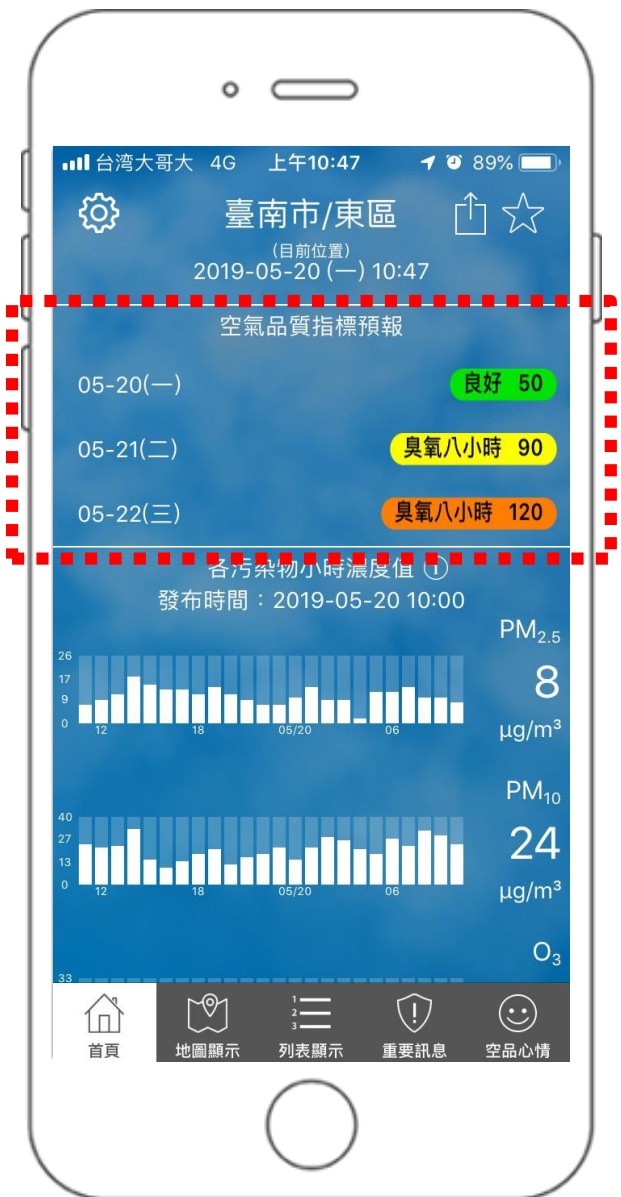 台湾大哥大 4G 上午10:47 89%
臺南市/東區
(目前位置)
2019-05-20 (一) 10:47
空氣品質指標預報
05-20(一) 良好 50
05-21(二) 臭氧八小時 90
05-22(三) 臭氧八小時 120
各污染物小時濃度值 i
發布時間：2019-05-20 10:00
PM2.5
26
17
9
0
12 18 05/20 06
8
μg/m³
PM10
40
27
13
0
12 18 05/20 06
24
μg/m³
O3
33
1
2
3
首頁 地圖顯示 列表顯示 重要訊息 空品心情